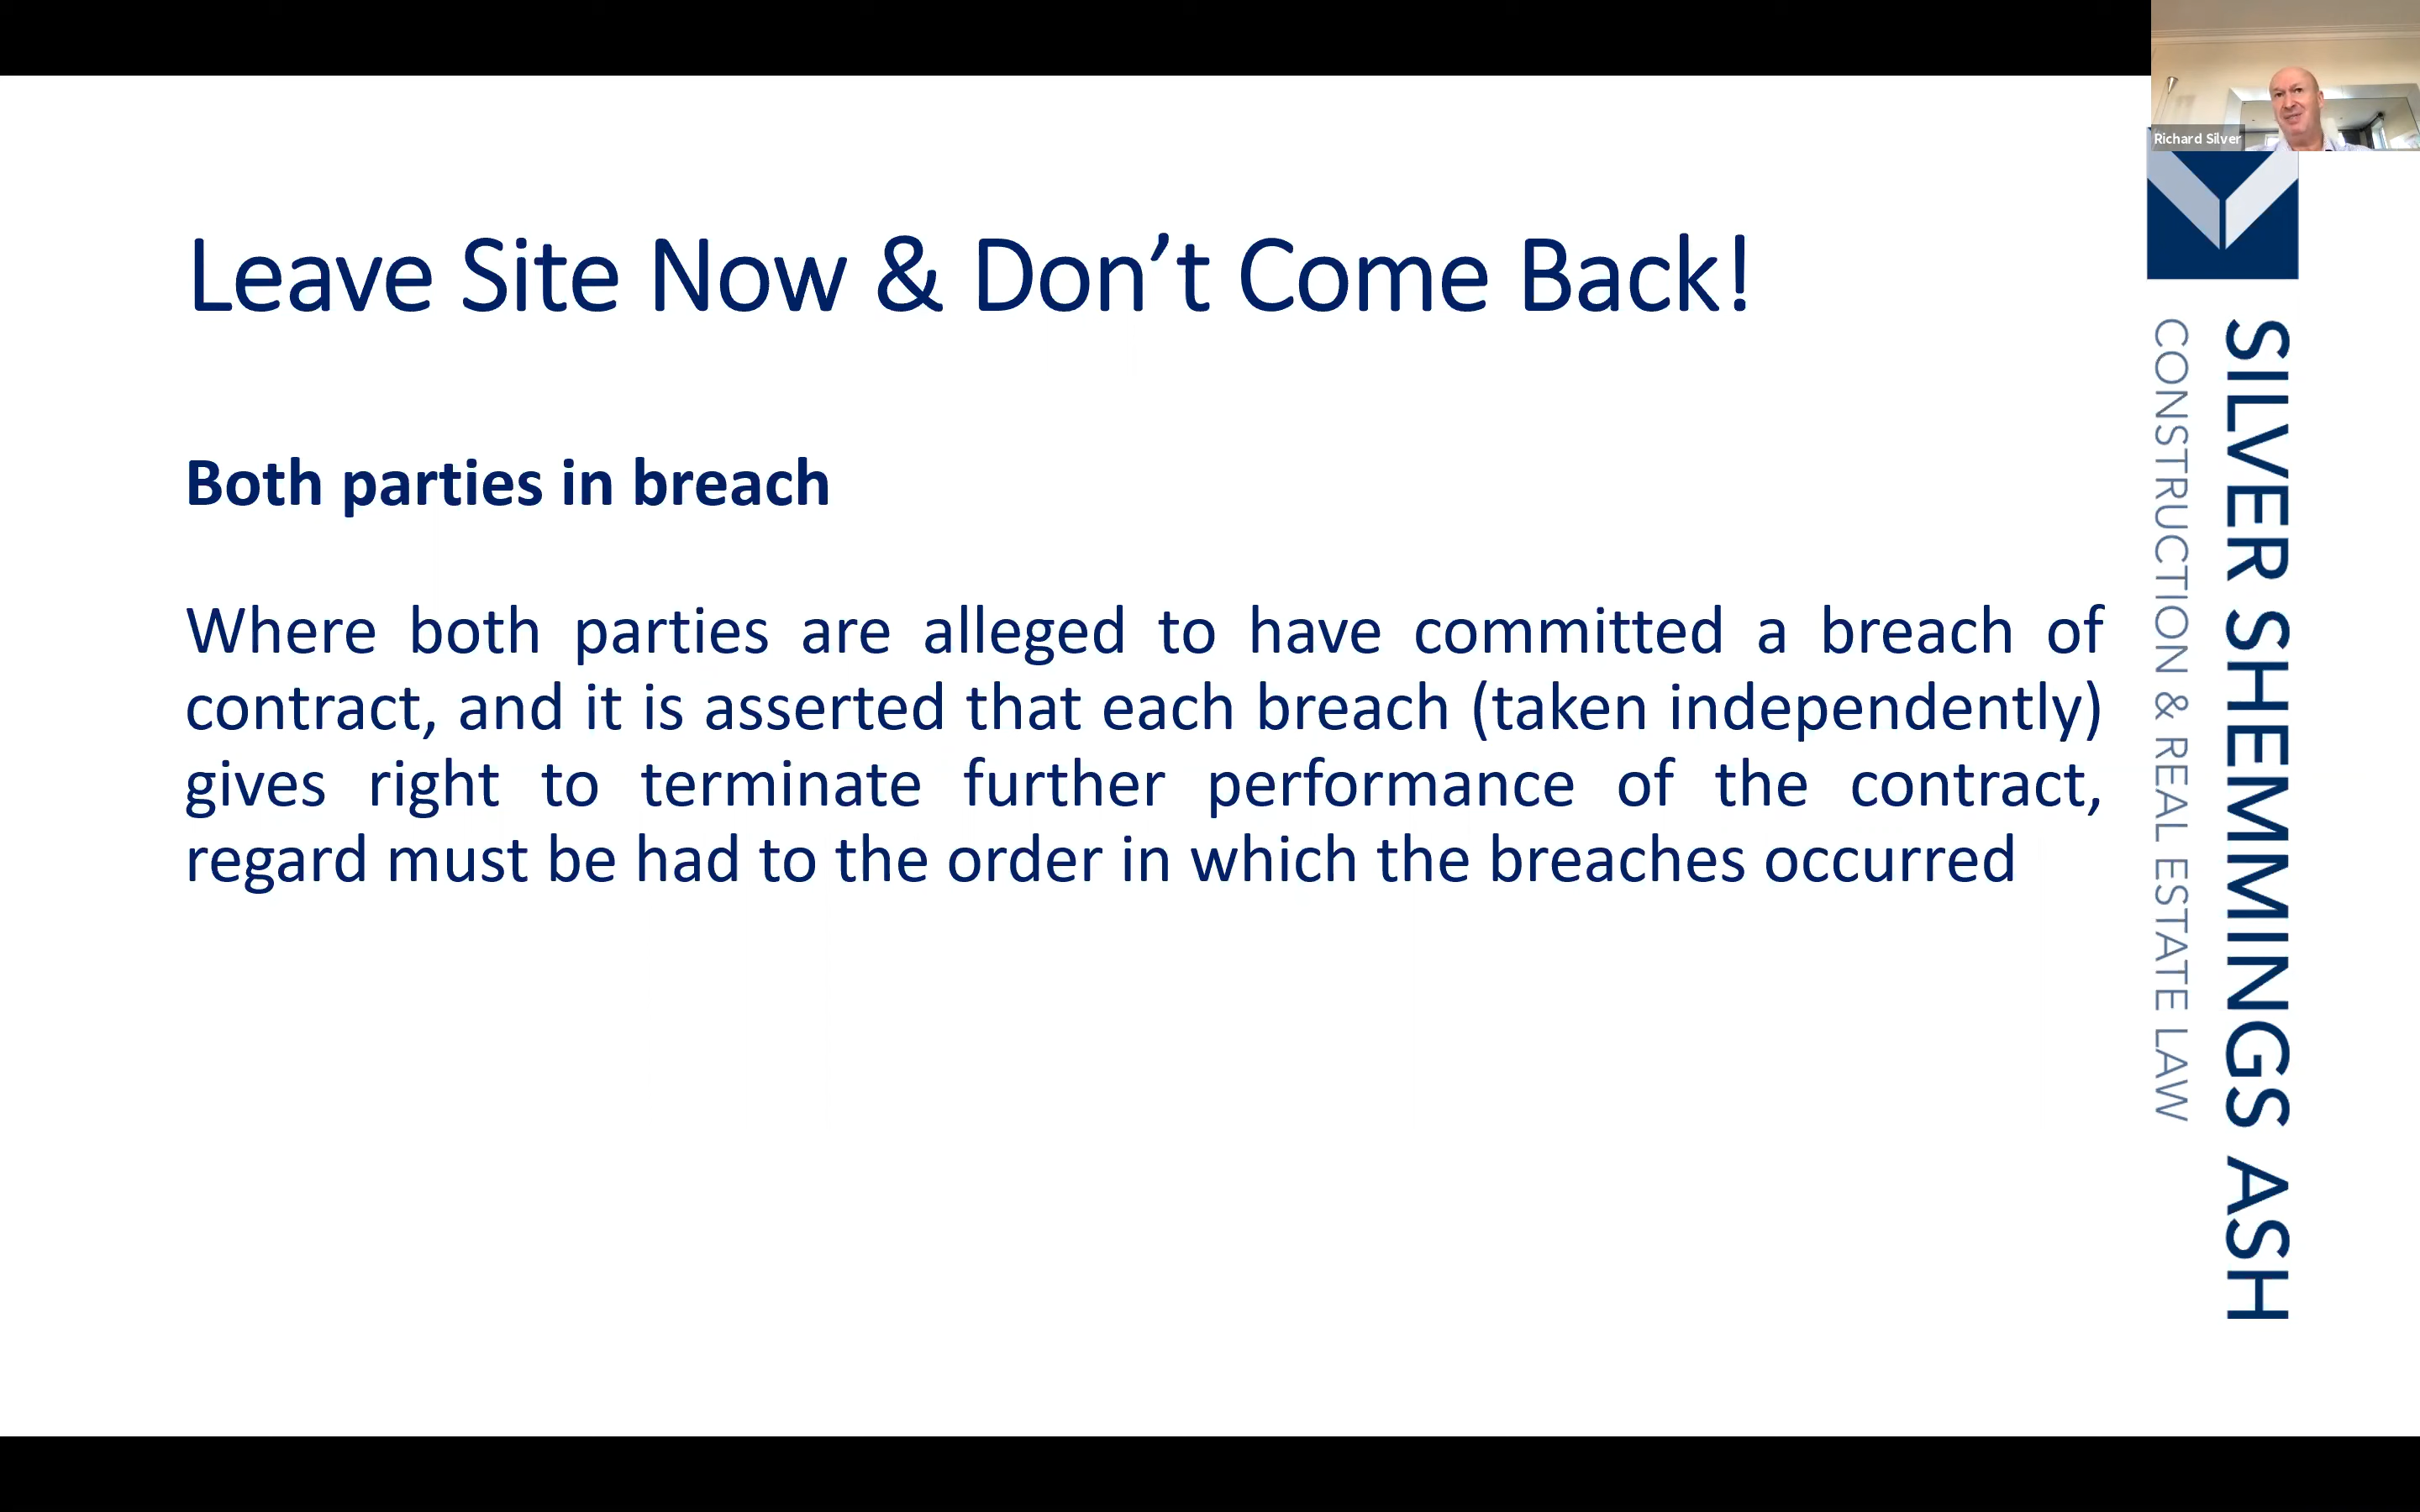 Richard Silver
Leave Site Now & Don’t Come Back!
Both parties in breach
Where both parties are alleged to have committed a breach of
contract, and it is asserted that each breach (taken independently)
gives right to terminate further performance of the contract,
regard must be had to the order in which the breaches occurred
SILVER SHEMMINGS ASH
CONSTRUCTION & REAL ESTATE LAW